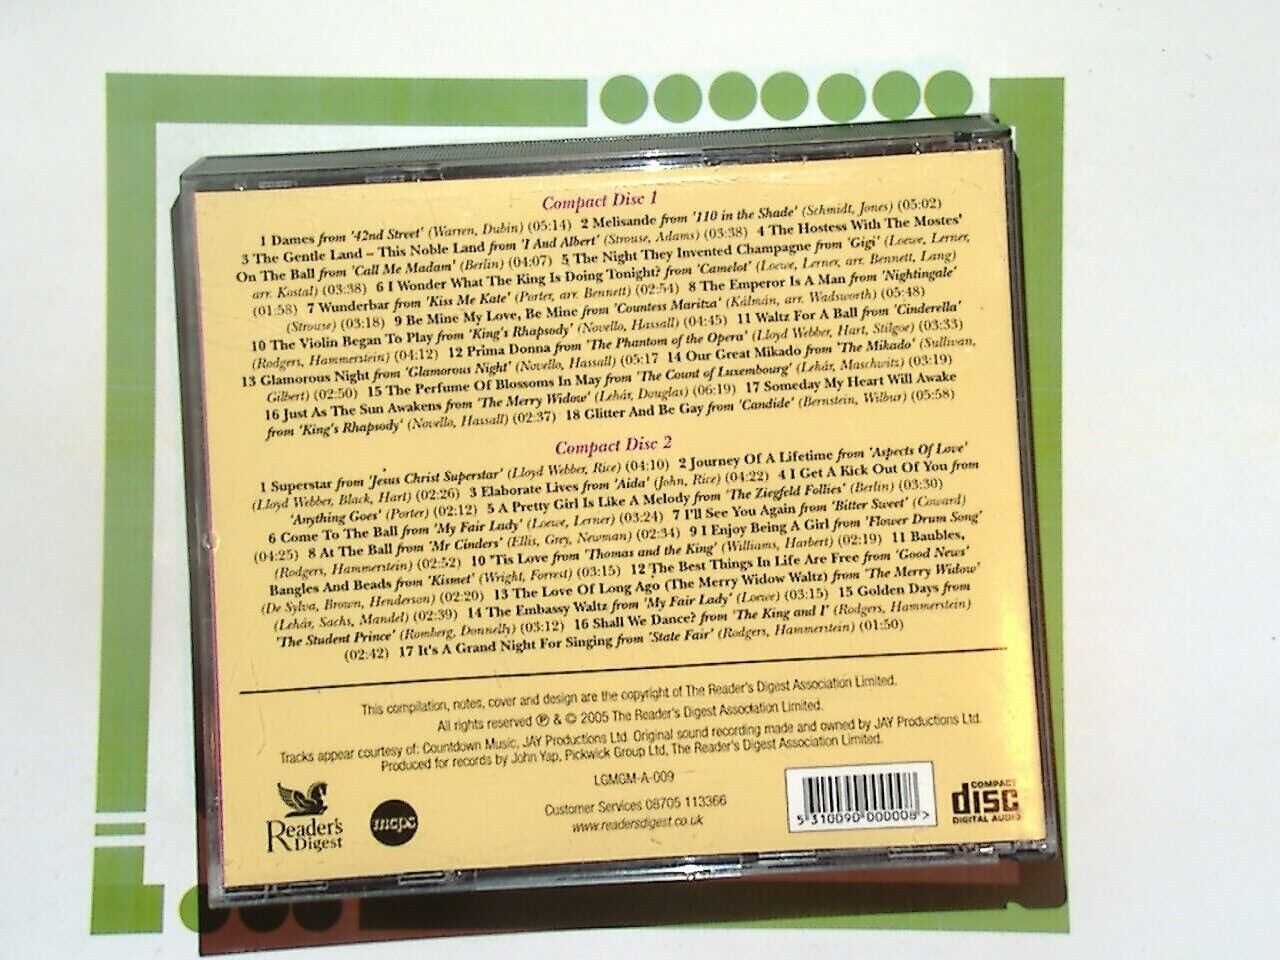 Compact Disc 1
1 Dames from '42nd Street' (Warren, Dubin) (05:14) 2 Melisande from '110 in the Shade' (Schmidt, Jones) (05:02)
3 The Gentle Land – This Noble Land from 'I And Albert' (Strouse, Adams) (03:38) 4 The Hostess With The Mostes'
On The Ball from 'Call Me Madam' (Berlin) (04:07) 5 The Night They Invented Champagne from 'Gigi' (Loewe, Lerner,
arr. Kostal) (03:38) 6 I Wonder What The King Is Doing Tonight? from 'Camelot' (Loewe, Lerner, arr. Bennett, Lang)
(01:58) 7 Wunderbar from 'Kiss Me Kate' (Porter, arr. Bennett) (02:54) 8 The Emperor Is A Man from 'Nightingale'
(Strouse) (03:18) 9 Be Mine My Love, Be Mine from 'Countess Maritza' (Kálmán, arr. Wadsworth) (05:48)
10 The Violin Began To Play from 'King's Rhapsody' (Novello, Hassall) (04:45) 11 Waltz For A Ball from 'Cinderella'
(Rodgers, Hammerstein) (04:12) 12 Prima Donna from 'The Phantom of the Opera' (Lloyd Webber, Hart, Stilgoe) (03:33)
13 Glamorous Night from 'Glamorous Night' (Novello, Hassall) (05:17 14 Our Great Mikado from 'The Mikado' (Sullivan,
Gilbert) (02:50) 15 The Perfume Of Blossoms In May from 'The Count of Luxembourg' (Lehár, Maschwitz) (03:19)
16 Just As The Sun Awakens from 'The Merry Widow' (Lehár, Douglas) (06:19) 17 Someday My Heart Will Awake
from 'King's Rhapsody' (Novello, Hassall) (02:37) 18 Glitter And Be Gay from 'Candide' (Bernstein, Wilbur) (05:58)
Compact Disc 2
1 Superstar from 'Jesus Christ Superstar' (Lloyd Webber, Rice) (04:10) 2 Journey Of A Lifetime from 'Aspects Of Love'
(Lloyd Webber, Black, Hart) (02:26) 3 Elaborate Lives from 'Aida' (John, Rice) (04:22) 4 I Get A Kick Out Of You from
'Anything Goes' (Porter) (02:12) 5 A Pretty Girl Is Like A Melody from 'The Ziegfeld Follies' (Berlin) (03:30)
6 Come To The Ball from 'My Fair Lady' (Loewe, Lerner) (03:24) 7 I'll See You Again from 'Bitter Sweet' (Coward)
(04:25) 8 At The Ball from 'Mr Cinders' (Ellis, Grey, Newman) (02:34) 9 I Enjoy Being A Girl from 'Flower Drum Song'
(Rodgers, Hammerstein) (02:52) 10 'Tis Love from 'Thomas and the King' (Williams, Harbert) (02:19) 11 Baubles,
Bangles And Beads from 'Kismet' (Wright, Forrest) (03:15) 12 The Best Things In Life Are Free from 'Good News'
(De Sylva, Brown, Henderson) (02:20) 13 The Love Of Long Ago (The Merry Widow Waltz) from 'The Merry Widow'
(Lehár, Sachs, Mandel) (02:39) 14 The Embassy Waltz from 'My Fair Lady' (Loewe) (03:15) 15 Golden Days from
'The Student Prince' (Romberg, Donnelly) (03:12) 16 Shall We Dance? from 'The King and I' (Rodgers, Hammerstein)
(02:42) 17 It's A Grand Night For Singing from 'State Fair' (Rodgers, Hammerstein) (01:50)
This compilation, notes, cover and design are the copyright of The Reader's Digest Association Limited.
All rights reserved ℗ & © 2005 The Reader's Digest Association Limited.
Tracks appear courtesy of: Countdown Music, JAY Productions Ltd. Original sound recording made and owned by JAY Productions Ltd.
Produced for records by John Yap, Pickwick Group Ltd, The Reader's Digest Association Limited.
LGMGM-A-009
Customer Services 08705 113366
www.readersdigest.co.uk
Reader's
Digest
mcps
5 310090 000008 >
COMPACT
disc
DIGITAL AUDIO